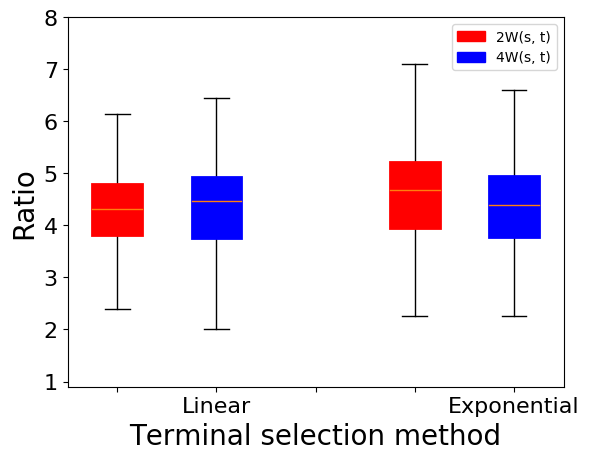 8
7
6
5
4
3
2
1
Ratio
2W(s, t)
4W(s, t)
Linear
Exponential
Terminal selection method